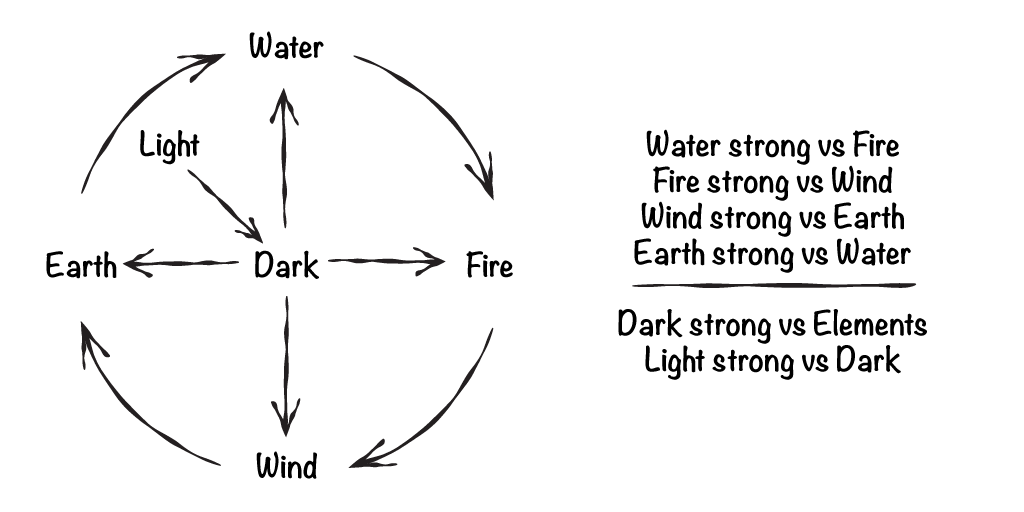 Water
Light
Earth
Dark
Fire
Wind
Water strong vs Fire
Fire strong vs Wind
Wind strong vs Earth
Earth strong vs Water
Dark strong vs Elements
Light strong vs Dark